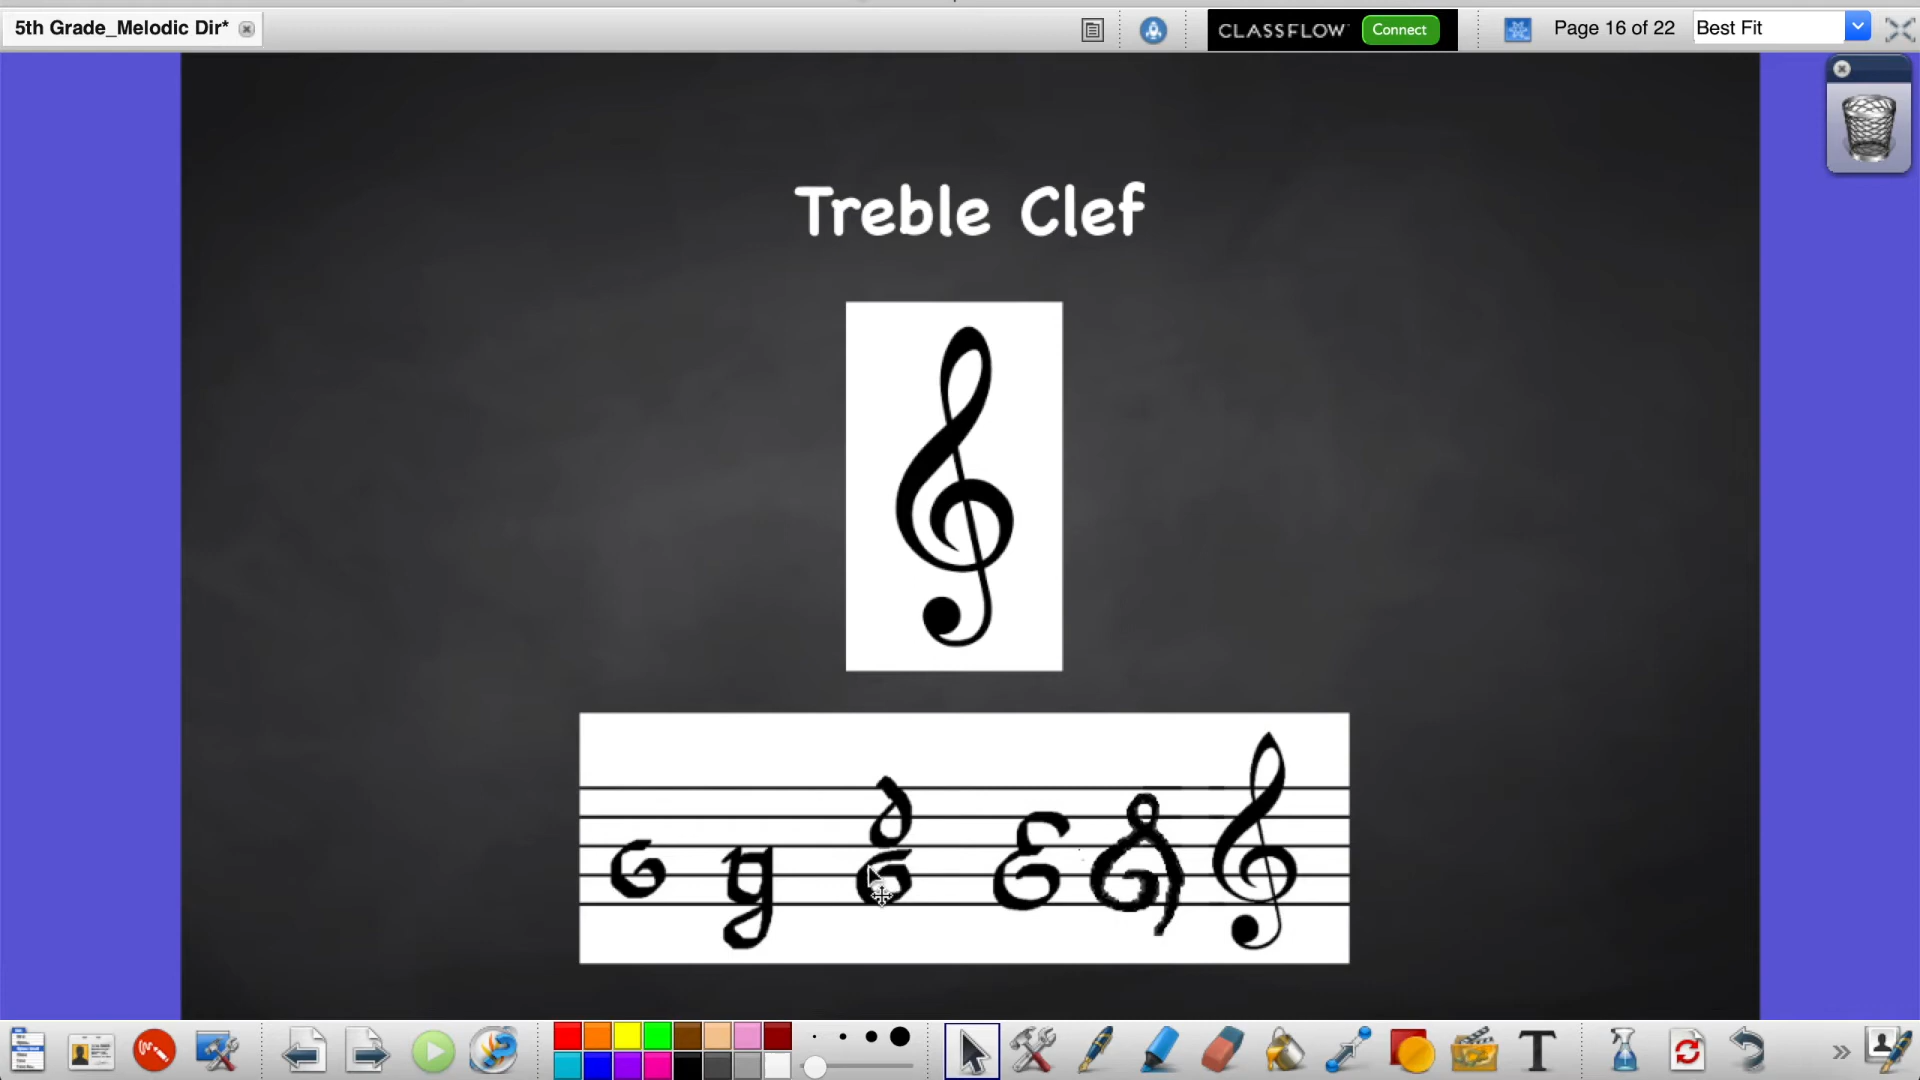 5th Grade_Melodic Dir*
CLASSFLOW Connect
Page 16 of 22
Best Fit
Treble Clef